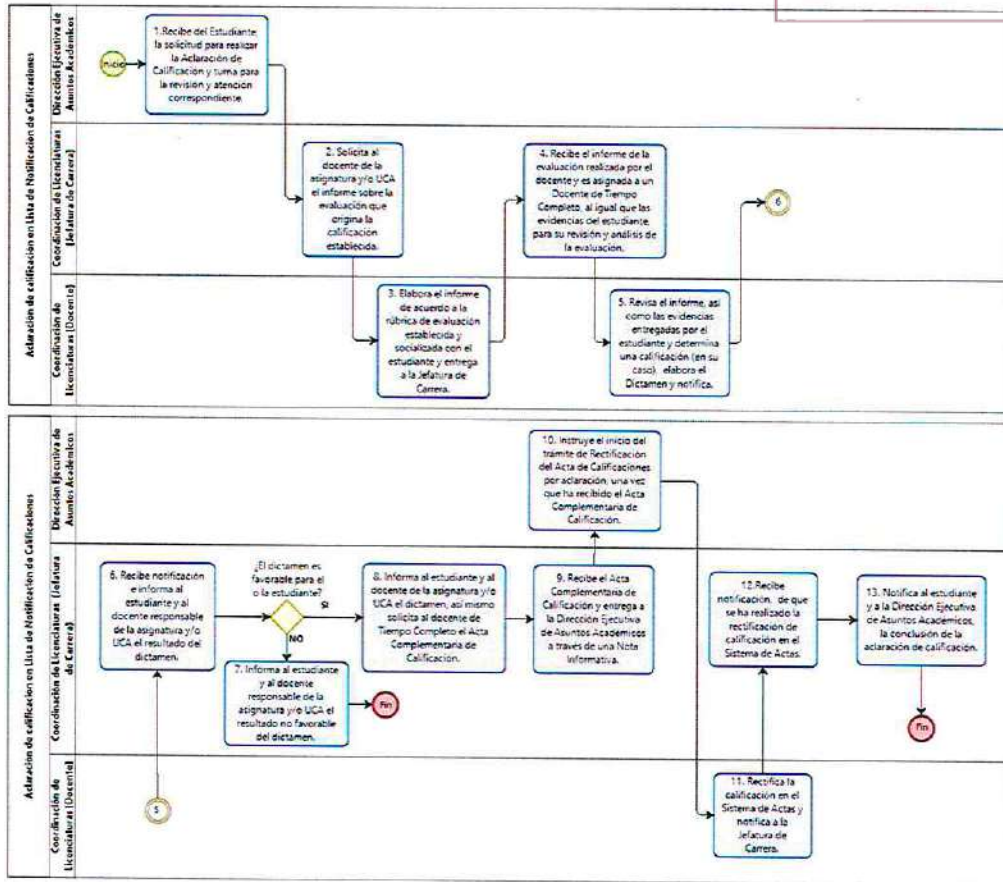 Aclaración de calificacion en Lista de Notificacion de Calificaciones
Dirección Ejecutiva de
Asuntos Académicos
Inicio
1.Recibe del Estudiante
la solicitud para realizar
la Aclaración de
Calificación y turna para
la revisión y atención
correspondiente.
Coordinación de Licenciaturas
(Jefatura de Carrera)
2. Solicita al
docente de la
asignatura y/o UCA
el informe sobre la
evaluación que
origina la
calificación
establecida.
4. Recibe el informe de la
evaluación realizada por el
docente y es asignada a un
Docente de Tiempo
Completo, al igual que las
evidencias del estudiante,
para su revisión y análisis de
la evaluación.
6
Coordinación de
Licenciaturas (Docente)
3. Elabora el informe
de acuerdo a la
rúbrica de evaluación
establecida y
socializada con el
estudiante y entrega
a la Jefatura de
Carrera.
5. Revisa el informe, así
como las evidencias
entregadas por el
estudiante y determina
una calificación (en su
caso), elabora el
Dictamen y notifica.
Aclaración de calificacion en Lista de Notificacion de Calificaciones
Dirección Ejecutiva de
Asuntos Académicos
10. Instruye el inicio del
trámite de Rectificación
del Acta de Calificaciones
por aclaración, una vez
que ha recibido el Acta
Complementaria de
Calificación.
Coordinación de Licenciaturas (Jefatura
de Carrera)
6. Recibe notificación
e informa al
estudiante y al
docente responsable
de la asignatura y/o
UCA el resultado del
dictamen.
¿El dictamen es
favorable para el
o la estudiante?
SI
NO
7. Informa al estudiante
y al docente
responsable de la
asignatura y/o UCA el
resultado no favorable
del dictamen.
Fin
8. Informa al estudiante y al
docente de la asignatura y/o
UCA el dictamen, así mismo
solicita al docente de
Tiempo Completo el Acta
Complementaria de
Calificación.
9. Recibe el Acta
Complementaria de
Calificación y entrega a
la Dirección Ejecutiva
de Asuntos Académicos
a través de una Nota
Informativa.
12.Recibe
notificación, de que
se ha realizado la
rectificación de
calificación en el
Sistema de Actas.
13. Notifica al estudiante
y a la Dirección Ejecutiva
de Asuntos Académicos,
la conclusión de la
aclaración de calificación.
Fin
Coordinación de
Licenciaturas (Docente)
5
11. Rectifica la
calificación en el
Sistema de Actas y
notifica a la
Jefatura de
Carrera.